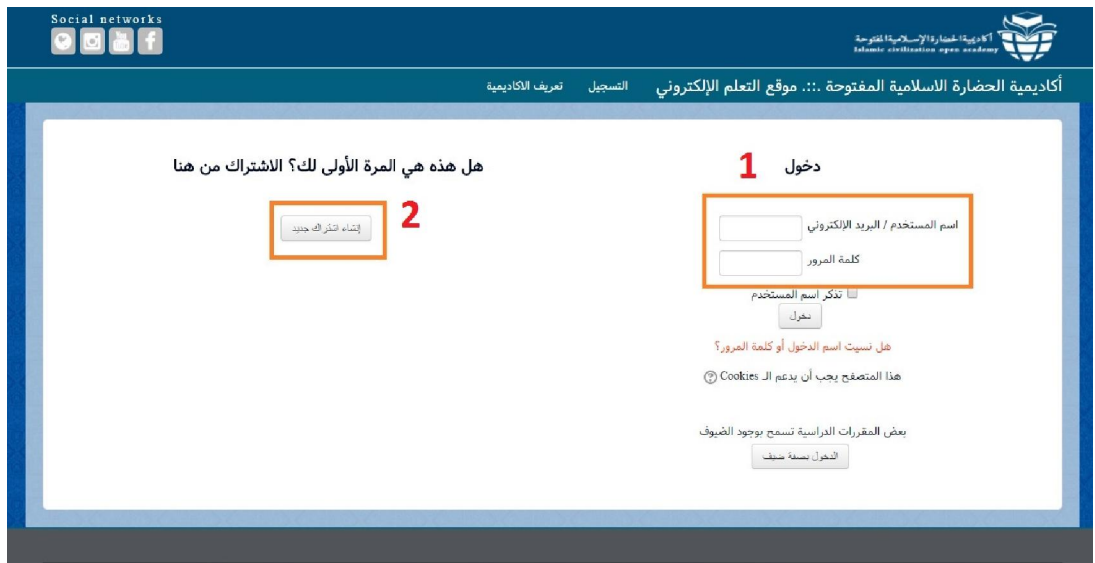 Social networks
أكاديمية الحضارة الإسلامية المفتوحة
Islamic civilization open academy
أكاديمية الحضارة الاسلامية المفتوحة .::. موقع التعلم الإلكتروني التسجيل تعريف الاكاديمية
دخول 1
اسم المستخدم / البريد الإلكتروني
كلمة المرور
تذكر اسم المستخدم
دخول
هل نسيت اسم الدخول أو كلمة المرور؟
هذا المتصفح يجب أن يدعم الـ Cookies
بعض المقررات الدراسية تسمح بوجود الضيوف
الدخول بصفة ضيف
هل هذه هي المرة الأولى لك؟ الاشتراك من هنا
2
إنشاء اشتراك جديد